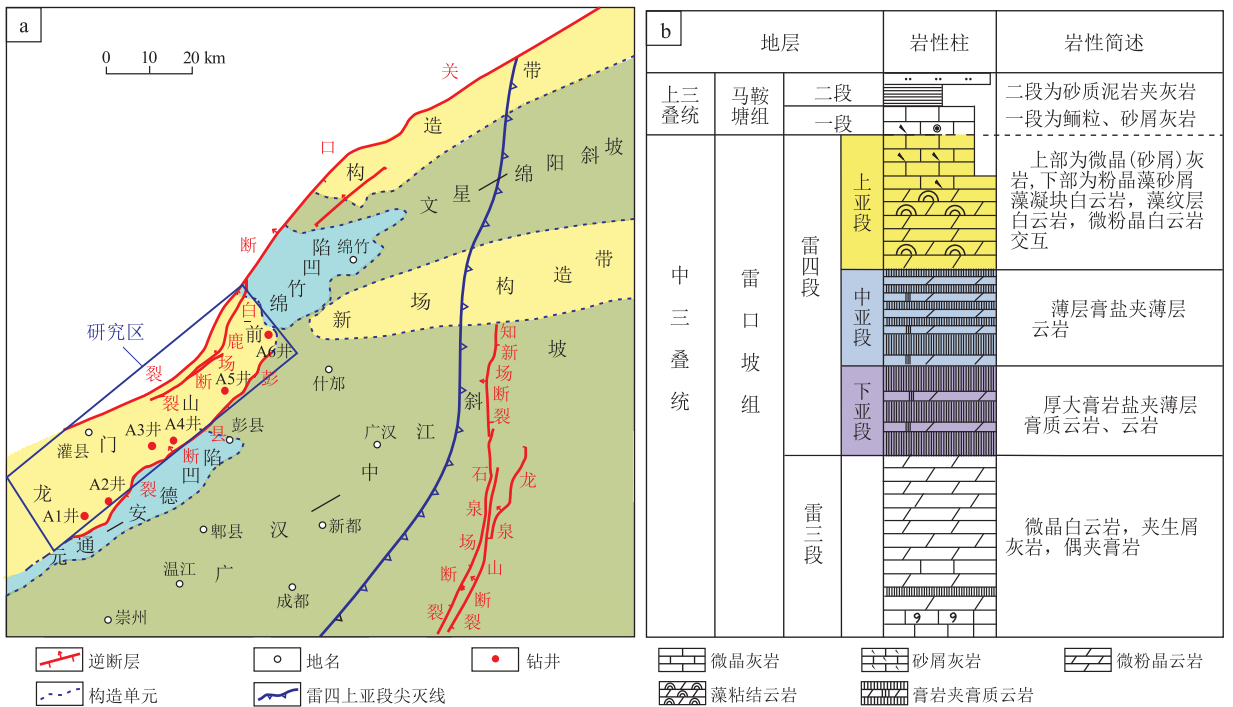 a
0 10 20 km
关口断裂
龙门山前构造带
绵竹凹陷
绵竹
文星
绵阳斜坡
新场构造带
研究区
白鹿场断裂
彭县断裂
A6井
A5井
A4井
A3井
A2井
A1井
灌县
彭县
什邡
广汉
元通
安德凹陷
广汉
中江斜坡
知新场断裂
石泉场断裂
龙泉山断裂
新都
郫县
温江
成都
崇州
逆断层
地名
钻井
构造单元
雷四上亚段尖灭线
b
地层
岩性柱
岩性简述
上三叠统
马鞍塘组
二段
一段
二段为砂质泥岩夹灰岩
一段为鲕粒、砂屑灰岩
中三叠统
雷口坡组
雷四段
上亚段
上部为微晶(砂屑)灰
岩,下部为粉晶藻砂屑
藻凝块白云岩，藻纹层
白云岩，微粉晶白云岩
交互
中亚段
薄层膏盐夹薄层
云岩
下亚段
厚大膏岩盐夹薄层
膏质云岩、云岩
雷三段
微晶白云岩，夹生屑
灰岩，偶夹膏岩
微晶灰岩
砂屑灰岩
微粉晶云岩
藻粘结云岩
膏岩夹膏质云岩